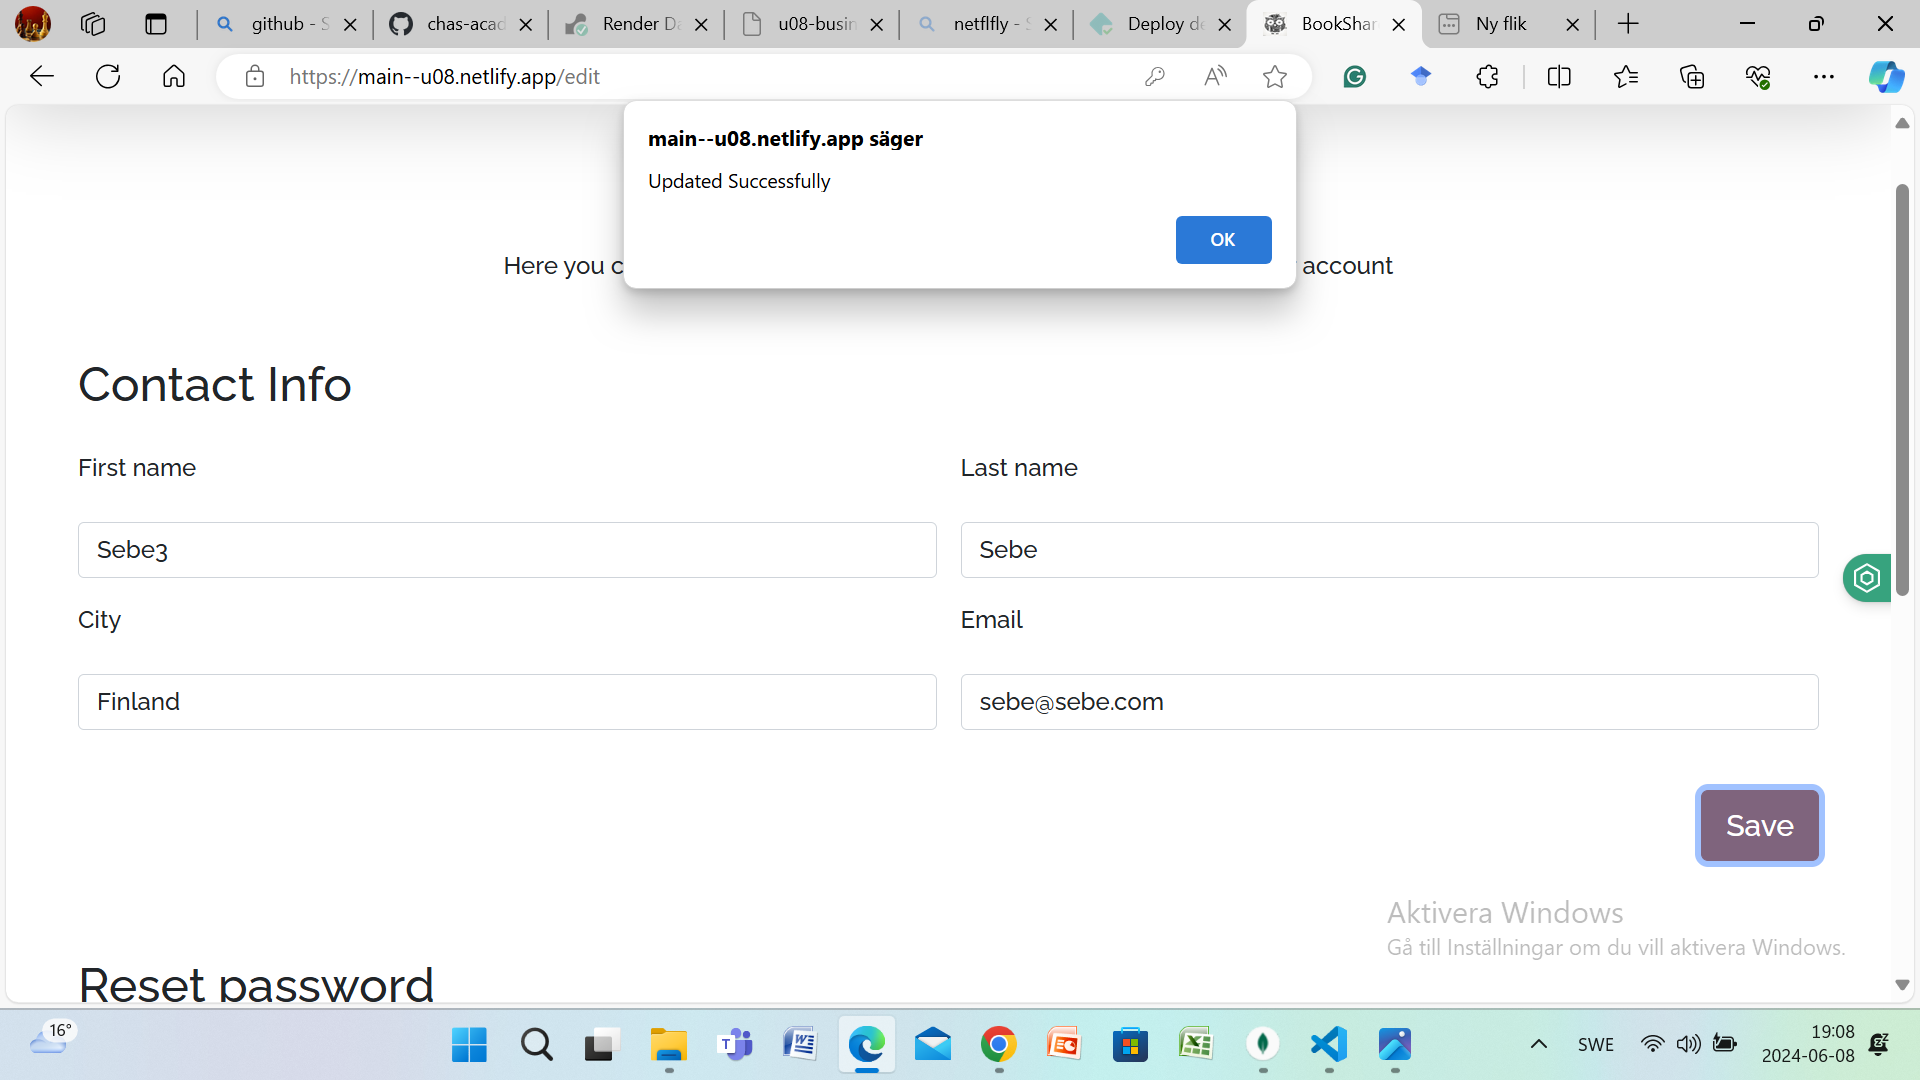 github - S
chas-acad
Render Da
u08-busin
netflfly - S
Deploy de
BookShar
Ny flik
https://main--u08.netlify.app/edit
main--u08.netlify.app säger
Updated Successfully
OK
Here you c
account
Contact Info
First name
Last name
Sebe3
Sebe
City
Email
Finland
sebe@sebe.com
Save
Aktivera Windows
Gå till Inställningar om du vill aktivera Windows.
Reset password
16°
SWE
19:08
2024-06-08